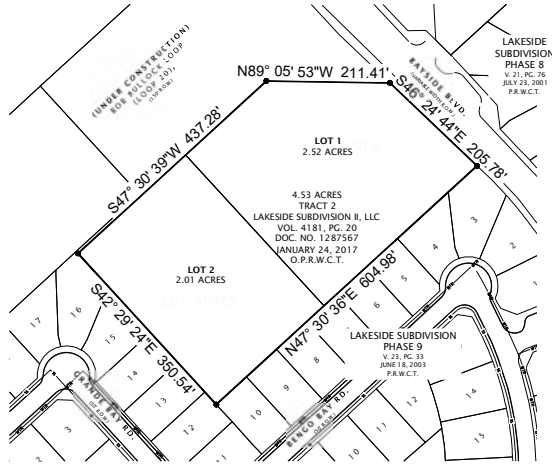 LAKESIDE
SUBDIVISION
PHASE 8
V. 21, PG. 76
JULY 23, 2001
P.R.W.C.T.
(UNDER CONSTRUCTION)
BOB BULLOCK LOOP
(LOOP 20),
BAYSIDE BLVD.
N89° 05' 53"W 211.41'
S46° 24' 44"E 205.78'
S47° 30' 39"W 437.28'
LOT 1
2.52 ACRES
4.53 ACRES
TRACT 2
LAKESIDE SUBDIVISION II, LLC
VOL. 4181, PG. 20
DOC. NO. 1287567
JANUARY 24, 2017
O.P.R.W.C.T.
LOT 2
2.01 ACRES
2.01 ACRES
N47° 30' 36"E 604.98'
S42° 29' 24"E 350.54'
LAKESIDE SUBDIVISION
PHASE 9
V. 23, PG. 33
JUNE 18, 2003
P.R.W.C.T.
GRANDE BAY RD.
BENGO BAY RD.
17
16
15
14
13
12
10
9
8
6
5
4
3
2
1
2
3
12
13
14
14
15